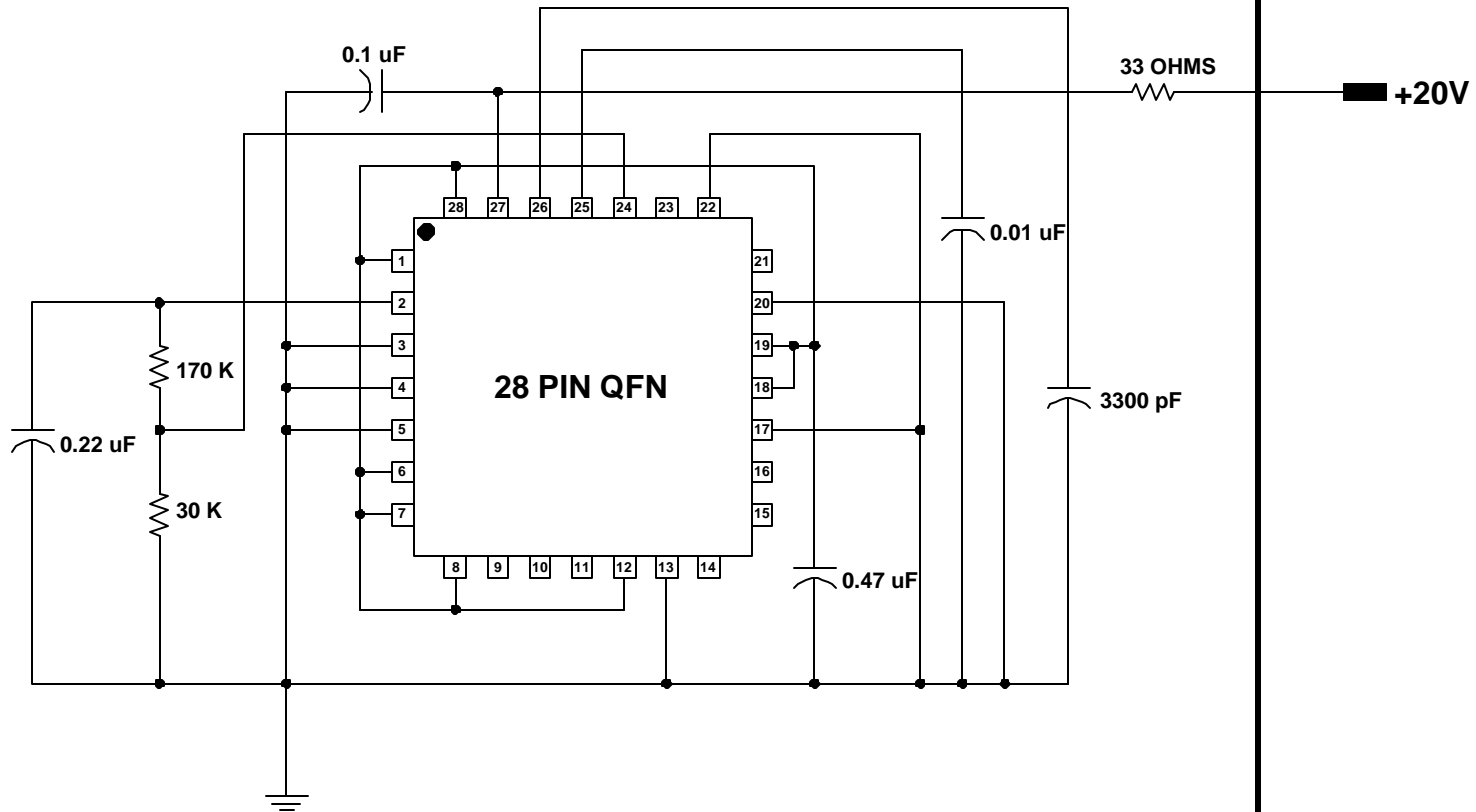 0.1 uF
33 OHMS
+20V
28 27 26 25 24 23 22
0.01 uF
1
2
3
4
5
6
7
21
20
19
18
17
16
15
170 K
28 PIN QFN
3300 pF
0.22 uF
30 K
8 9 10 11 12 13 14
0.47 uF